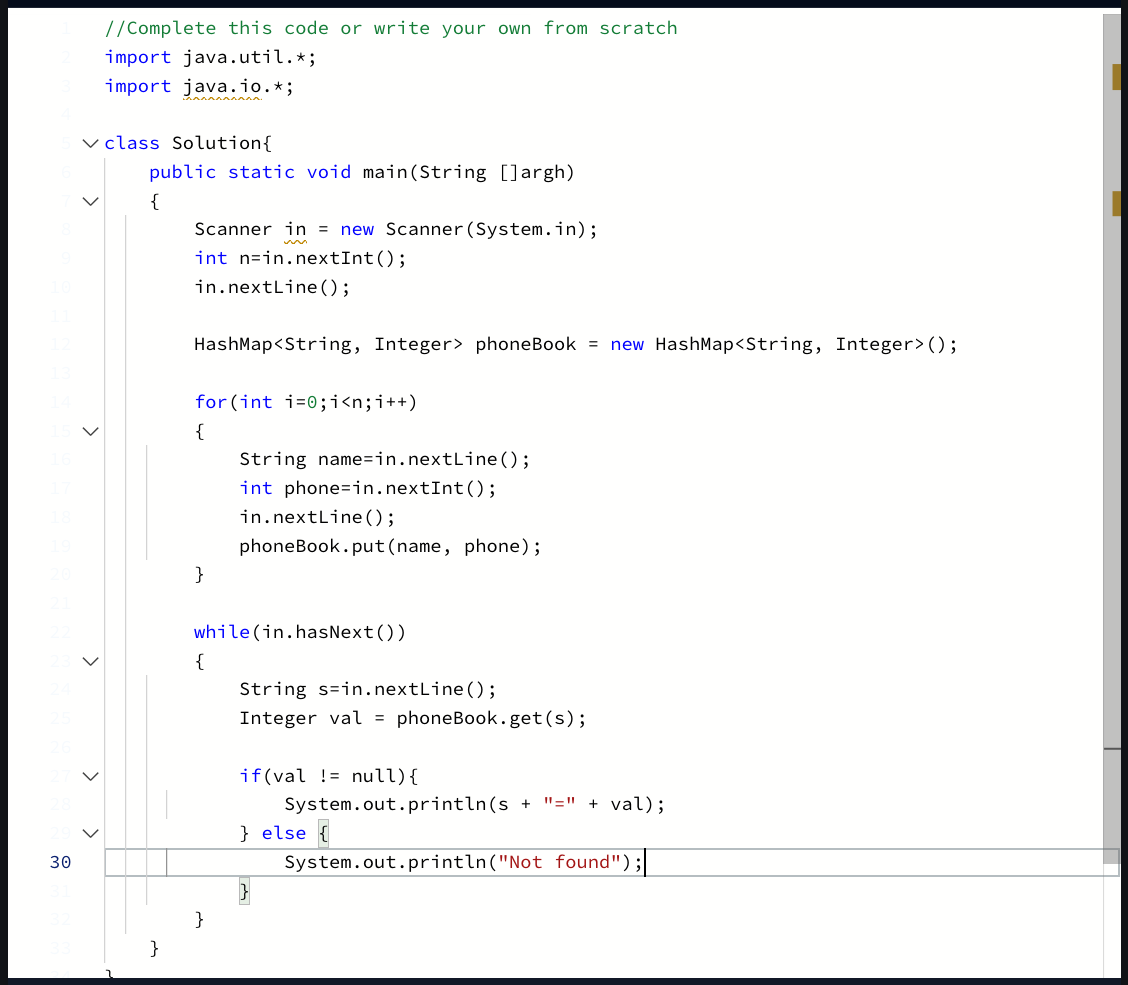 1 //Complete this code or write your own from scratch
2 import java.util.*;
3 import java.io.*;
4
5 class Solution{
6     public static void main(String []argh)
7     {
8         Scanner in = new Scanner(System.in);
9         int n=in.nextInt();
10         in.nextLine();
11
12         HashMap<String, Integer> phoneBook = new HashMap<String, Integer>();
13
14         for(int i=0;i<n;i++)
15         {
16             String name=in.nextLine();
17             int phone=in.nextInt();
18             in.nextLine();
19             phoneBook.put(name, phone);
20         }
21
22         while(in.hasNext())
23         {
24             String s=in.nextLine();
25             Integer val = phoneBook.get(s);
26
27             if(val != null){
28                 System.out.println(s + "=" + val);
29             } else {
30                 System.out.println("Not found");
31             }
32         }
33     }
}